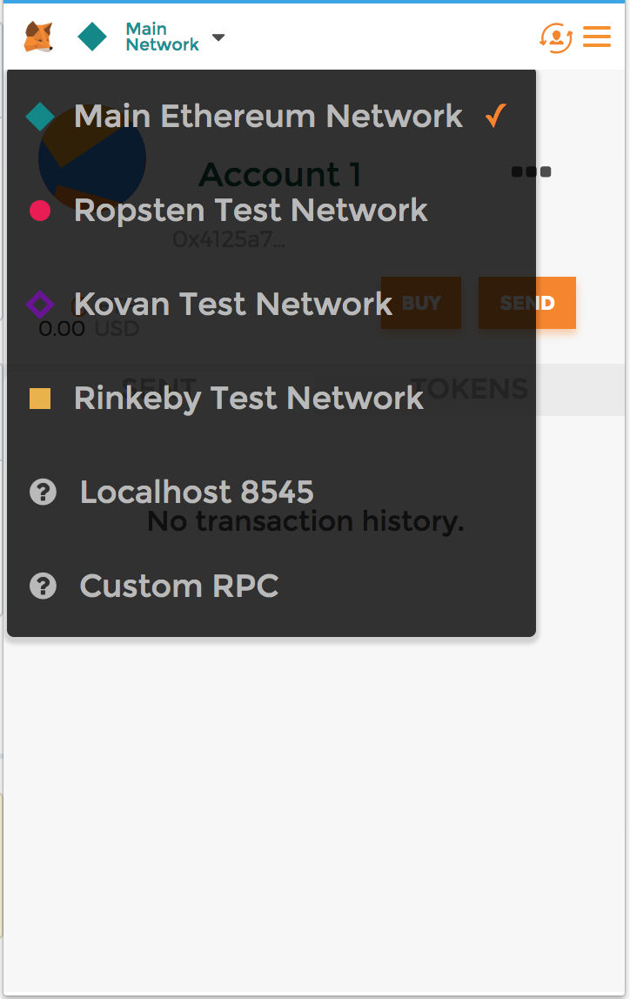 Main
Network
Main Ethereum Network
Account 1
Ropsten Test Network
0x4125a7...
Kovan Test Network
BUY
SEND
0.00 USD
SENT
TOKENS
Rinkeby Test Network
Localhost 8545
No transaction history.
Custom RPC